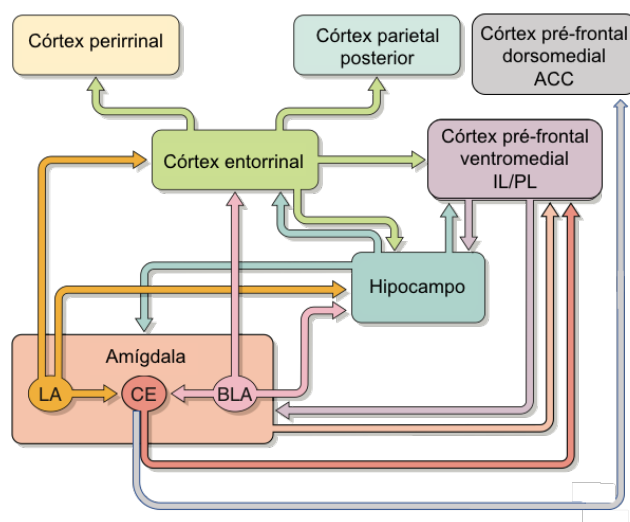 Córtex perirrinal
Córtex parietal
posterior
Córtex pré-frontal
dorsomedial
ACC
Córtex entorrinal
Córtex pré-frontal
ventromedial
IL/PL
Hipocampo
Amígdala
LA
CE
BLA